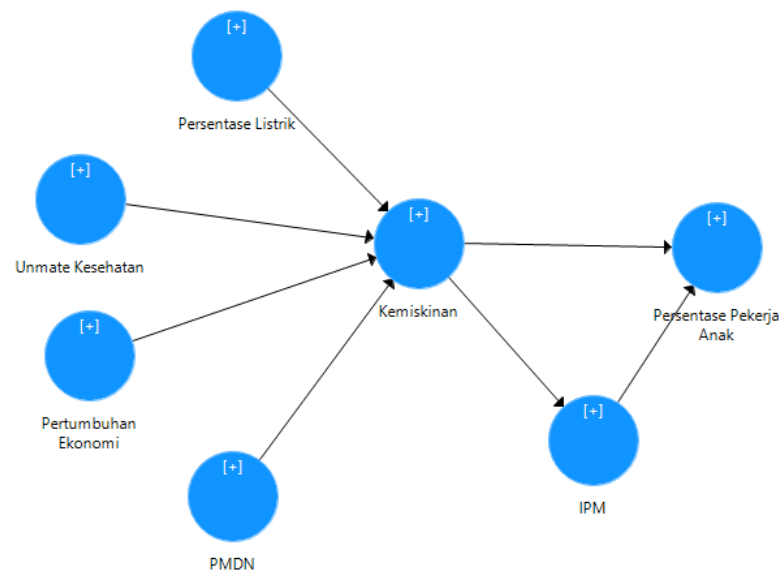 [+]
Persentase Listrik
[+]
Unmate Kesehatan
[+]
Kemiskinan
[+]
Persentase Pekerja
Anak
[+]
Pertumbuhan
Ekonomi
[+]
IPM
[+]
PMDN